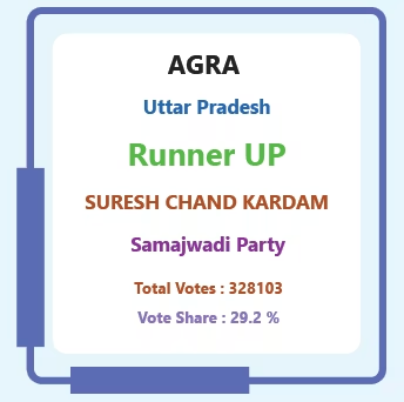 AGRA
Uttar Pradesh
Runner UP
SURESH CHAND KARDAM
Samajwadi Party
Total Votes : 328103
Vote Share : 29.2 %